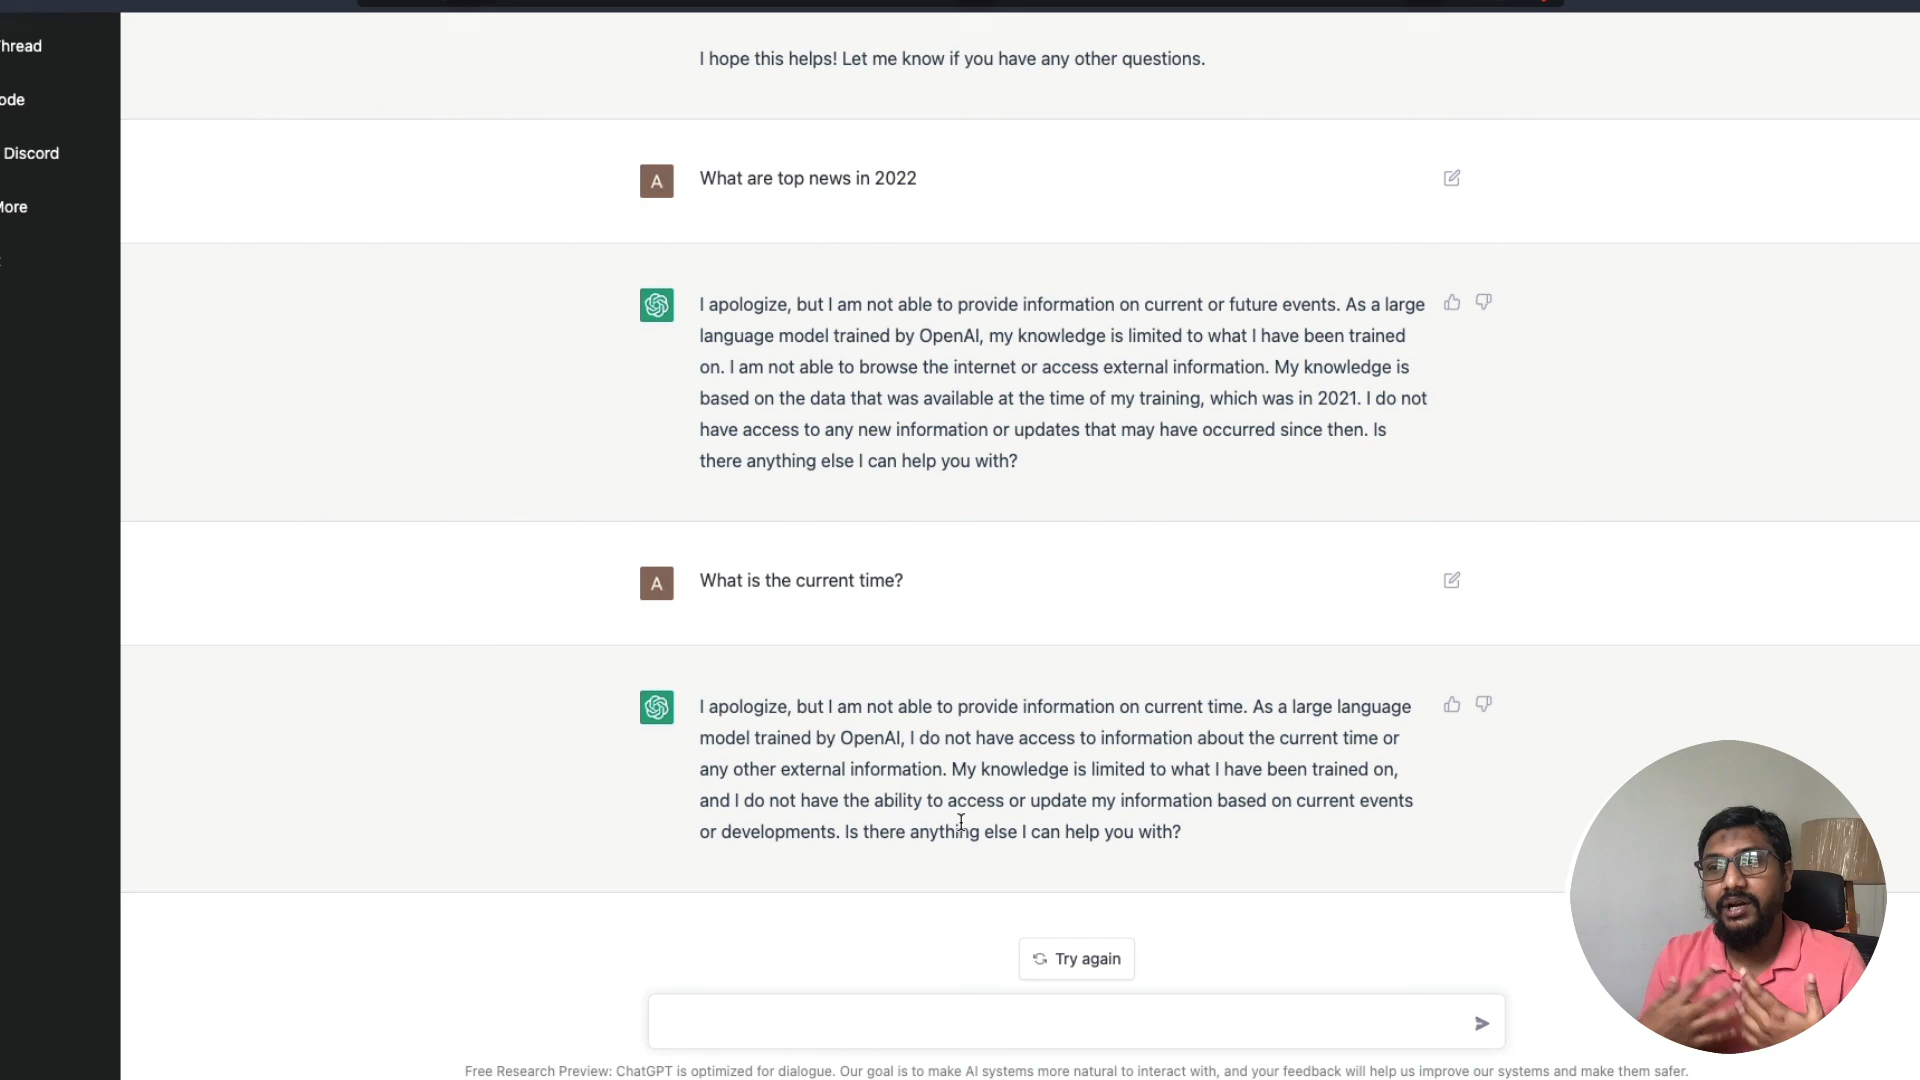 hread
ode
Discord
More
I hope this helps! Let me know if you have any other questions.
A
What are top news in 2022
I apologize, but I am not able to provide information on current or future events. As a large
language model trained by OpenAI, my knowledge is limited to what I have been trained
on. I am not able to browse the internet or access external information. My knowledge is
based on the data that was available at the time of my training, which was in 2021. I do not
have access to any new information or updates that may have occurred since then. Is
there anything else I can help you with?
A
What is the current time?
I apologize, but I am not able to provide information on current time. As a large language
model trained by OpenAI, I do not have access to information about the current time or
any other external information. My knowledge is limited to what I have been trained on,
and I do not have the ability to access or update my information based on current events
or developments. Is there anything else I can help you with?
Try again
Free Research Preview: ChatGPT is optimized for dialogue. Our goal is to make AI systems more natural to interact with, and your feedback will help us improve our systems and make them safer.